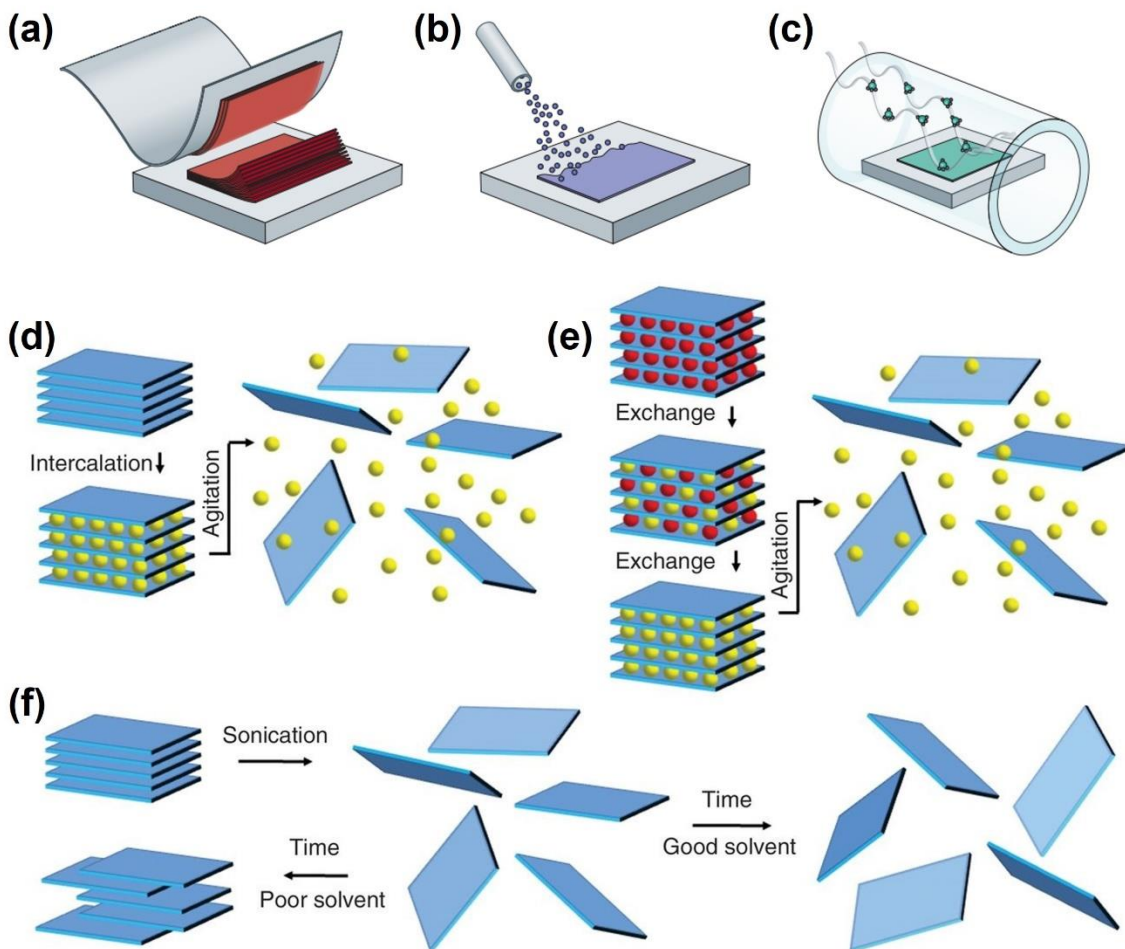 (a)
(b)
(c)
(d)
Intercalation
Agitation
(e)
Exchange
Exchange
Agitation
(f)
Sonication
Time
Poor solvent
Time
Good solvent